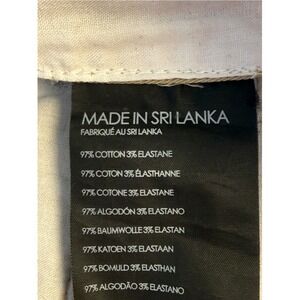 MADE IN SRI LANKA
FABRIQUÉ AU SRI LANKA
97% COTTON 3% ELASTANE
97% COTON 3% ÉLASTHANNE
97% COTONE 3% ELASTANE
97% ALGODÓN 3% ELASTANO
97% BAUMWOLLE 3% ELASTAN
97% KATOEN 3% ELASTAAN
97% BOMULD 3% ELASTHAN
97% ALGODÃO 3% ELASTANO